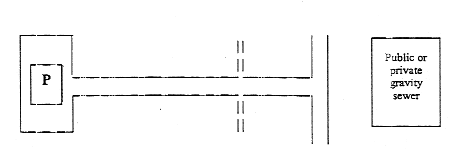 P
Public or
private
gravity
sewer